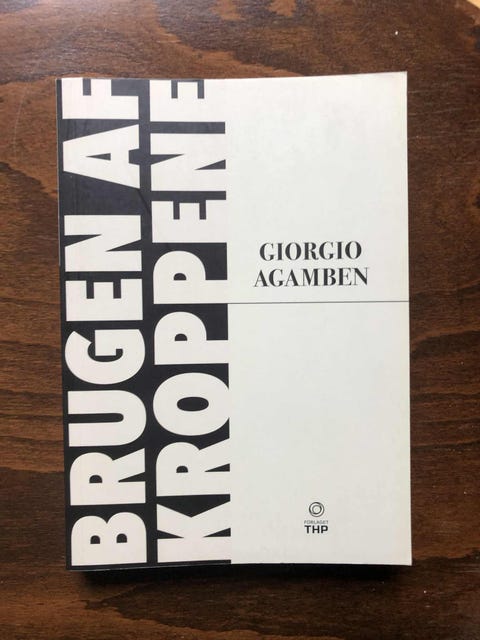 BRUGEN AF
KROPPENE
GIORGIO
AGAMBEN
FORLAGET
THP